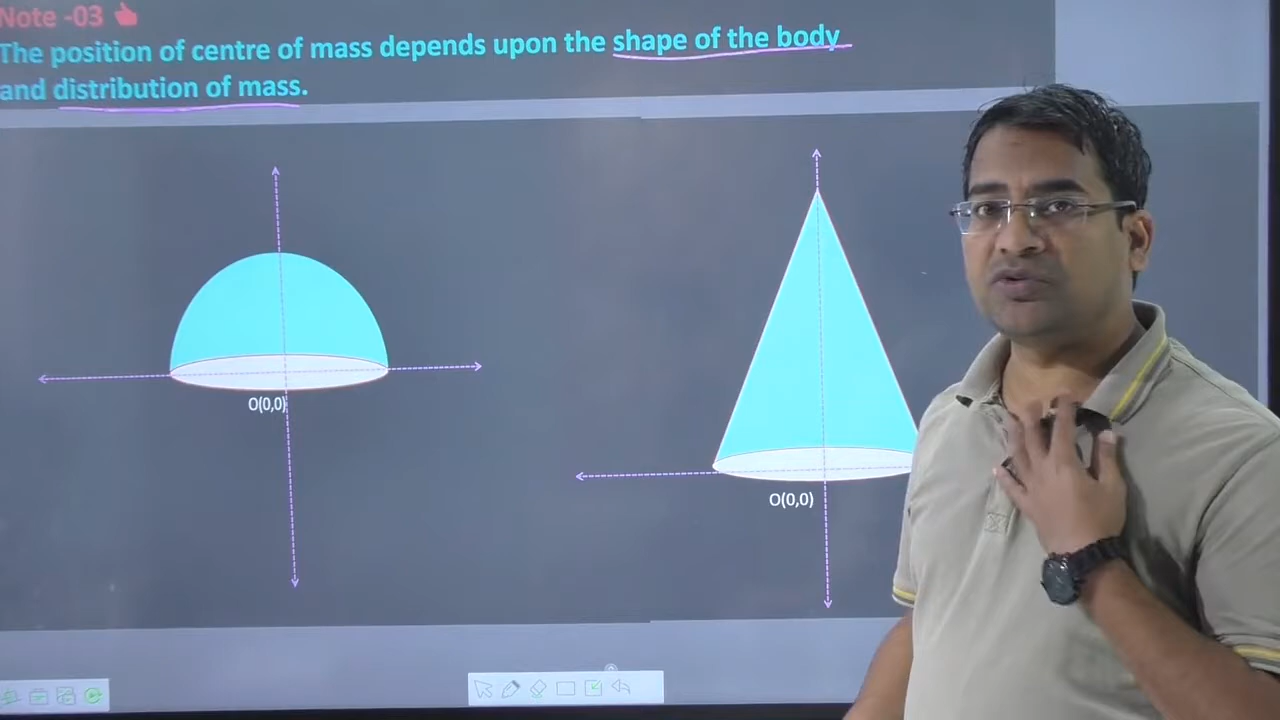 Note -03
The position of centre of mass depends upon the shape of the body
and distribution of mass.
O(0,0)
O(0,0)